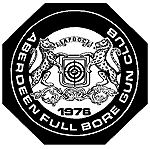 ABERDEEN FULL BORE GUN CLUB
1976